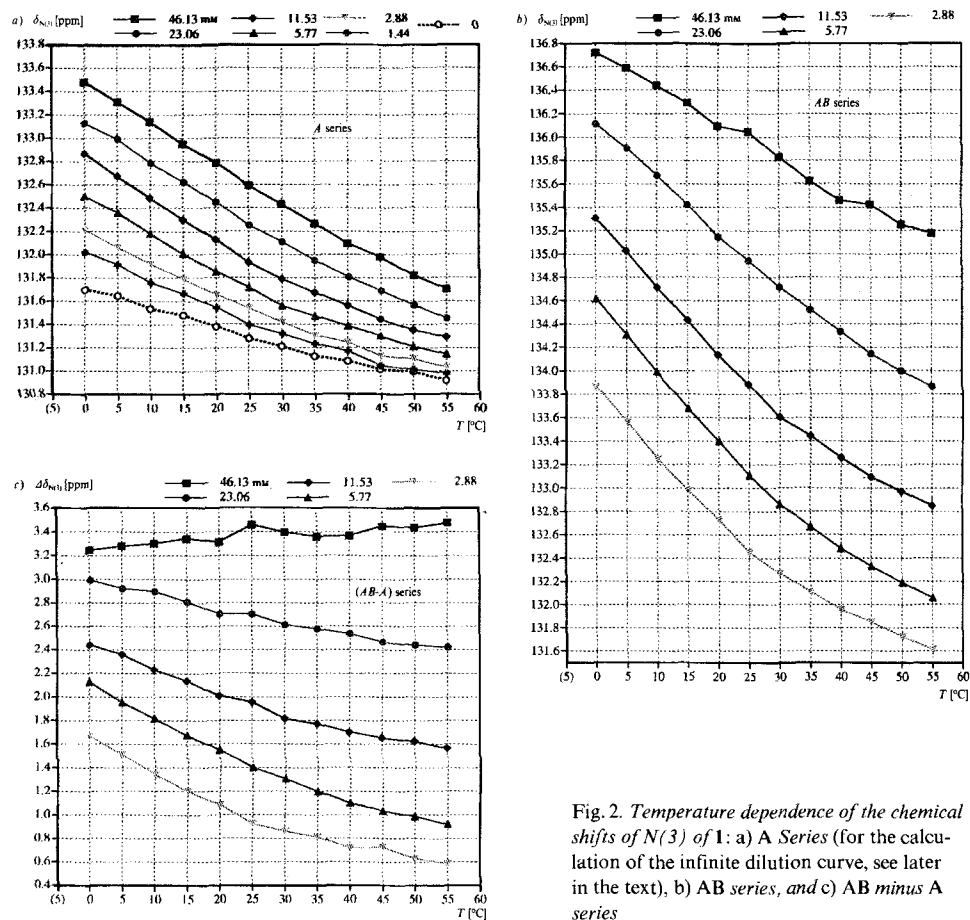 a) δN(3) [ppm]
46.13 mM 11.53 2.88 0
23.06 5.77 1.44
133.8
133.6
133.4
133.2
133.0
132.8
132.6
132.4
132.2
132.0
131.8
131.6
131.4
131.2
131.0
130.8
A series
(5) 0 5 10 15 20 25 30 35 40 45 50 55 60
T [°C]
b) δN(3) [ppm]
46.13 mM 11.53 2.88
23.06 5.77
136.8
136.6
136.4
136.2
136.0
135.8
135.6
135.4
135.2
135.0
134.8
134.6
134.4
134.2
134.0
133.8
133.6
133.4
133.2
133.0
132.8
132.6
132.4
132.2
132.0
131.8
131.6
AB series
(5) 0 5 10 15 20 25 30 35 40 45 50 55 60
T [°C]
c) ΔδN(3) [ppm]
46.13 mM 11.53 2.88
23.06 5.77
3.6
3.4
3.2
3.0
2.8
2.6
2.4
2.2
2.0
1.8
1.6
1.4
1.2
1.0
0.8
0.6
0.4
(AB-A) series
(5) 0 5 10 15 20 25 30 35 40 45 50 55 60
T [°C]
Fig. 2. Temperature dependence of the chemical
shifts of N(3) of 1: a) A Series (for the calcu-
lation of the infinite dilution curve, see later
in the text), b) AB series, and c) AB minus A
series